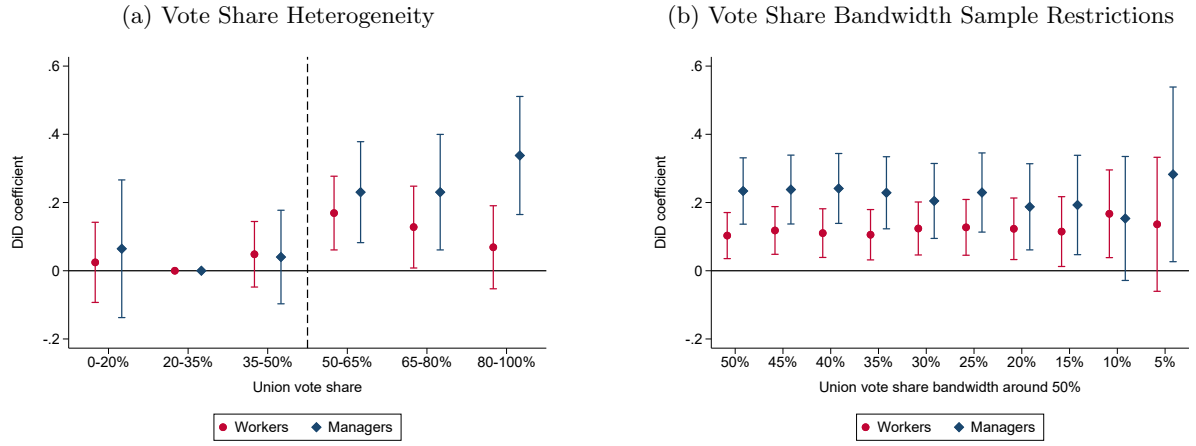 (a) Vote Share Heterogeneity
.6
.4
.2
0
-.2
DiD coefficient
0-20% 20-35% 35-50% 50-65% 65-80% 80-100%
Union vote share
Workers Managers
(b) Vote Share Bandwidth Sample Restrictions
.6
.4
.2
0
-.2
DiD coefficient
50% 45% 40% 35% 30% 25% 20% 15% 10% 5%
Union vote share bandwidth around 50%
Workers Managers